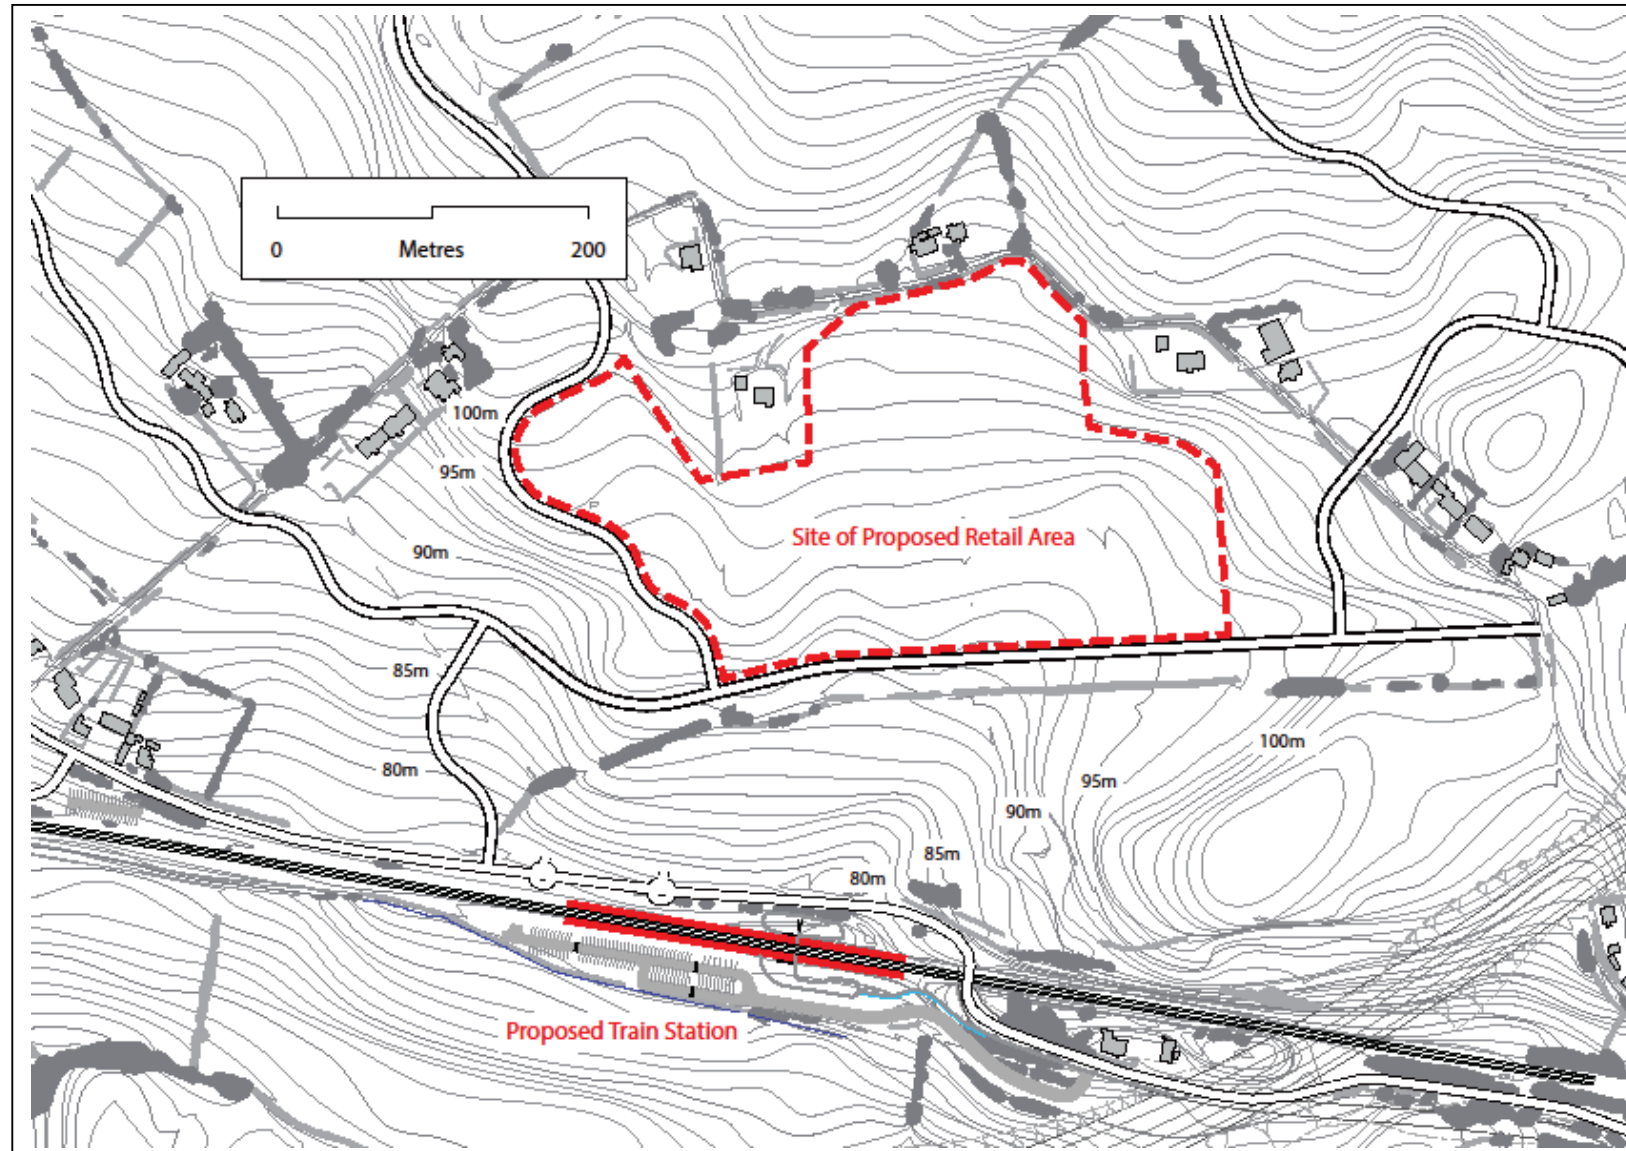 0 Metres 200
100m
95m
Site of Proposed Retail Area
90m
85m
100m
80m
95m
90m
85m
80m
Proposed Train Station